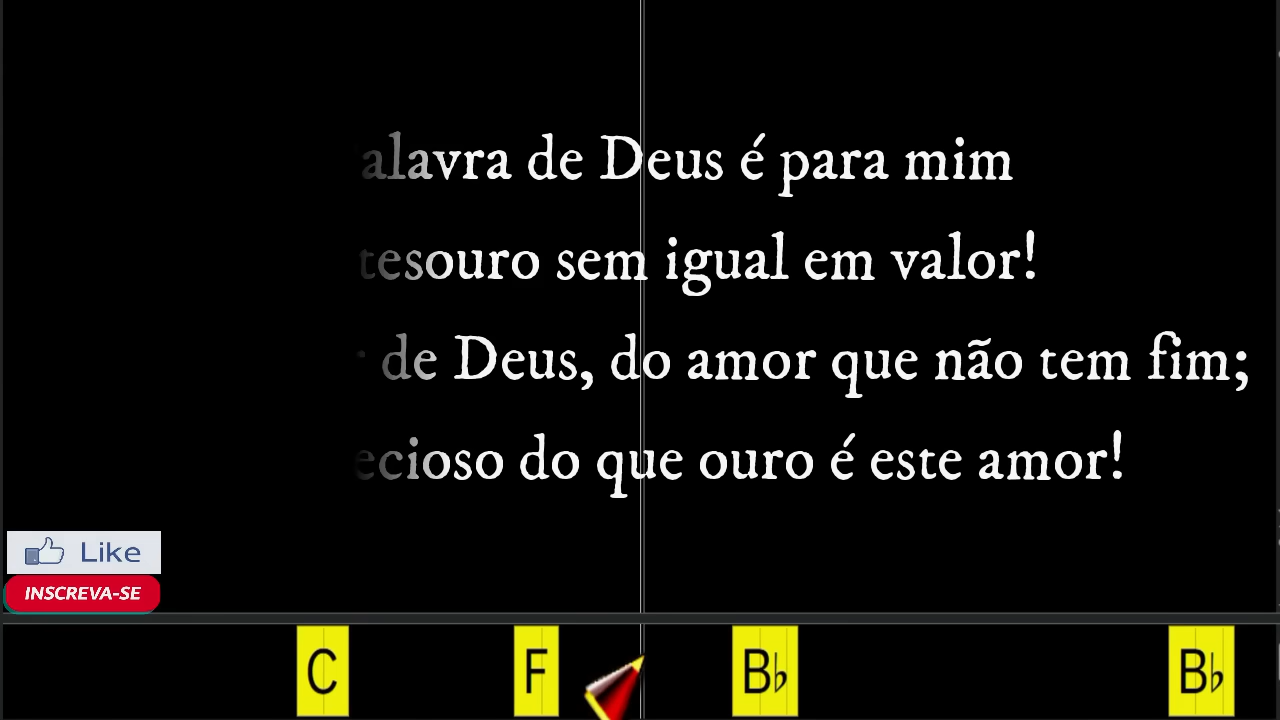 alavra de Deus é para mim
tesouro sem igual em valor!
de Deus, do amor que não tem fim;
ecioso do que ouro é este amor!
Like
INSCREVA-SE
C F B♭ B♭